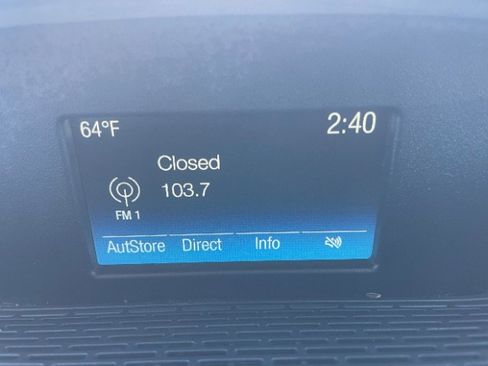 64°F 2:40
Closed
103.7
FM 1
AutStore Direct Info